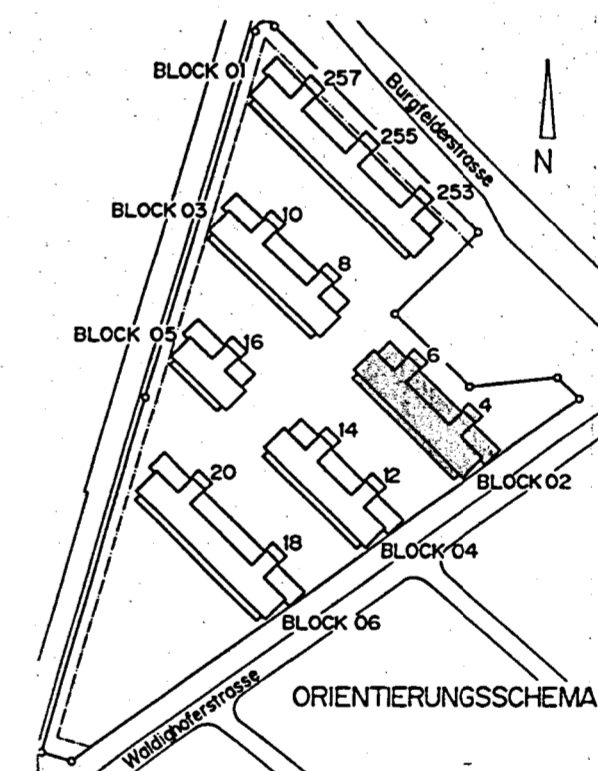 BLOCK 01
257
Burgfelderstrasse
255
N
253
BLOCK 03
10
8
BLOCK 05
16
6
4
14
BLOCK 02
20
12
18
BLOCK 04
BLOCK 06
Waldighoferstrasse
ORIENTIERUNGSSCHEMA